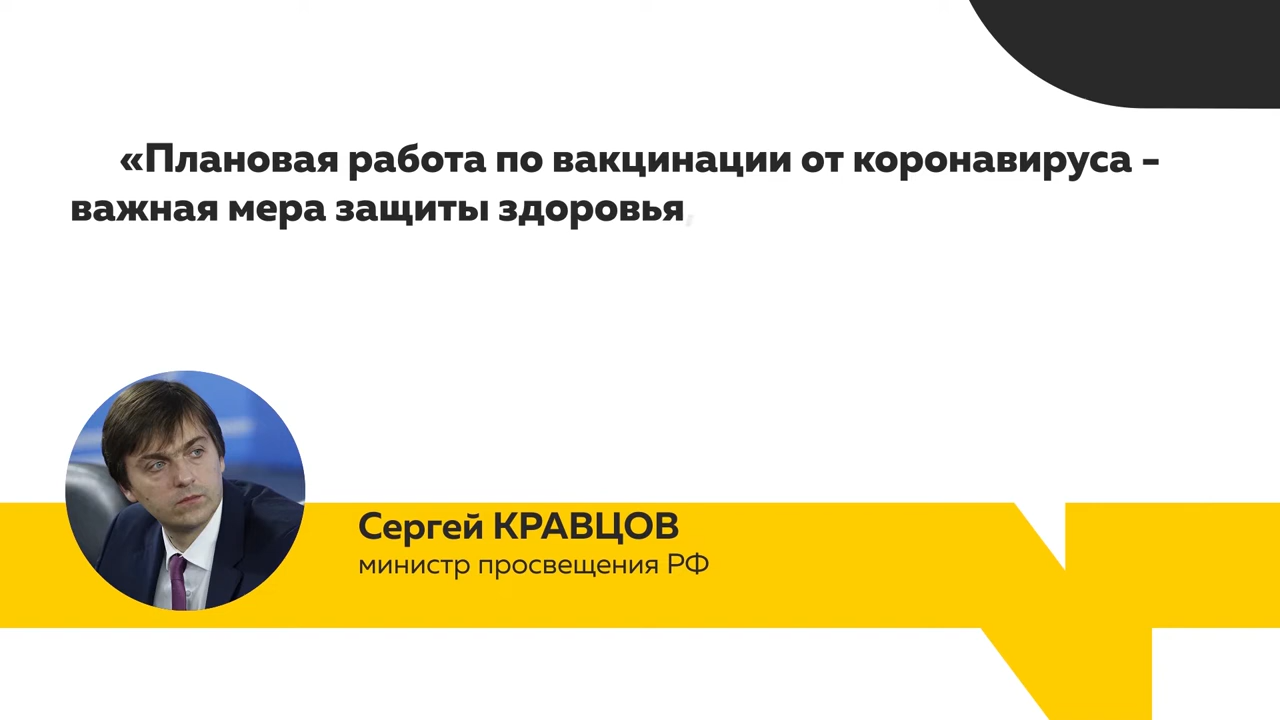 «Плановая работа по вакцинации от коронавируса –
важная мера защиты здоровья,
Сергей КРАВЦОВ
министр просвещения РФ